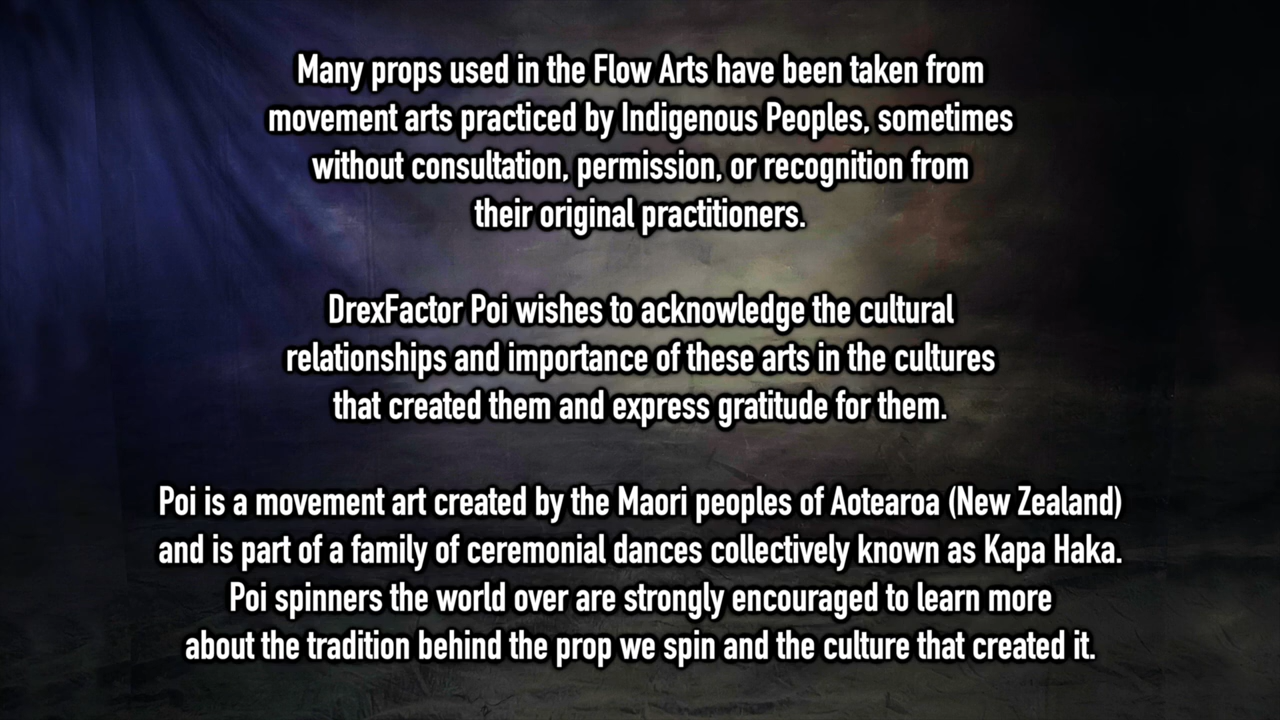 Many props used in the Flow Arts have been taken from
movement arts practiced by Indigenous Peoples, sometimes
without consultation, permission, or recognition from
their original practitioners.
DrexFactor Poi wishes to acknowledge the cultural
relationships and importance of these arts in the cultures
that created them and express gratitude for them.
Poi is a movement art created by the Maori peoples of Aotearoa (New Zealand)
and is part of a family of ceremonial dances collectively known as Kapa Haka.
Poi spinners the world over are strongly encouraged to learn more
about the tradition behind the prop we spin and the culture that created it.